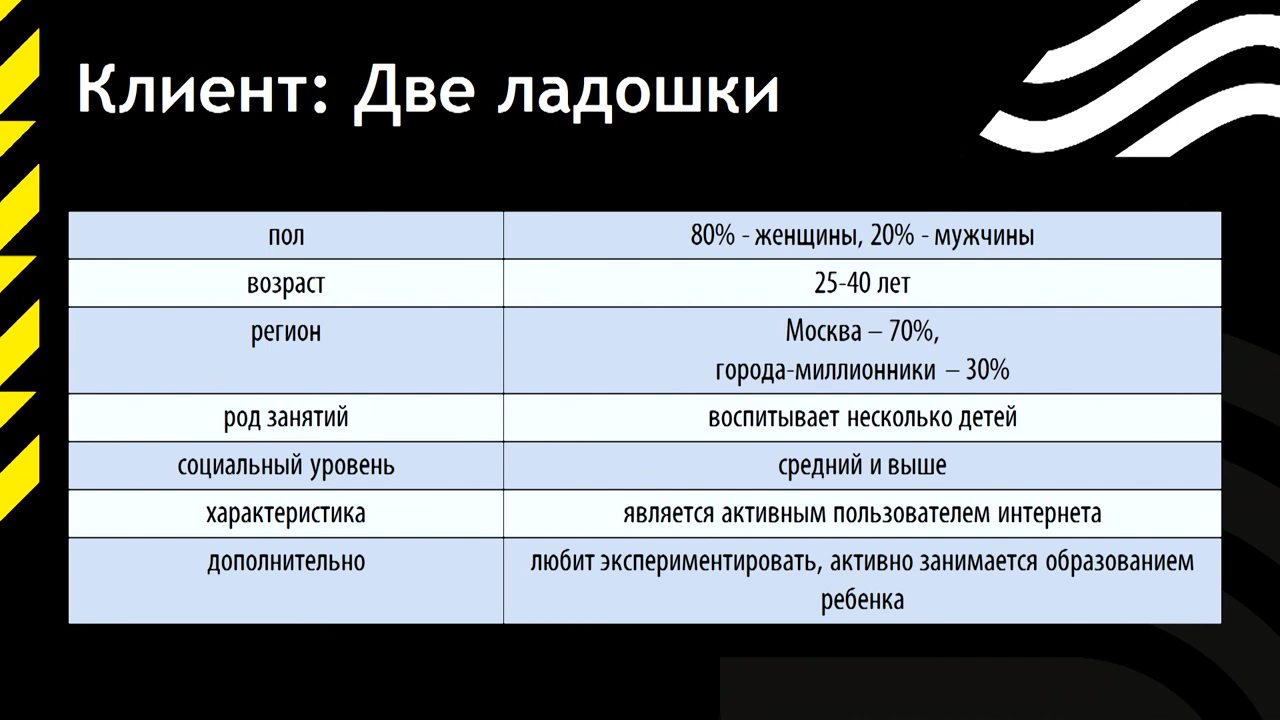 Клиент: Две ладошки
пол
80% - женщины, 20% - мужчины
возраст
25-40 лет
регион
Москва – 70%,
города-миллионники – 30%
род занятий
воспитывает несколько детей
социальный уровень
средний и выше
характеристика
является активным пользователем интернета
дополнительно
любит экспериментировать, активно занимается образованием
ребенка